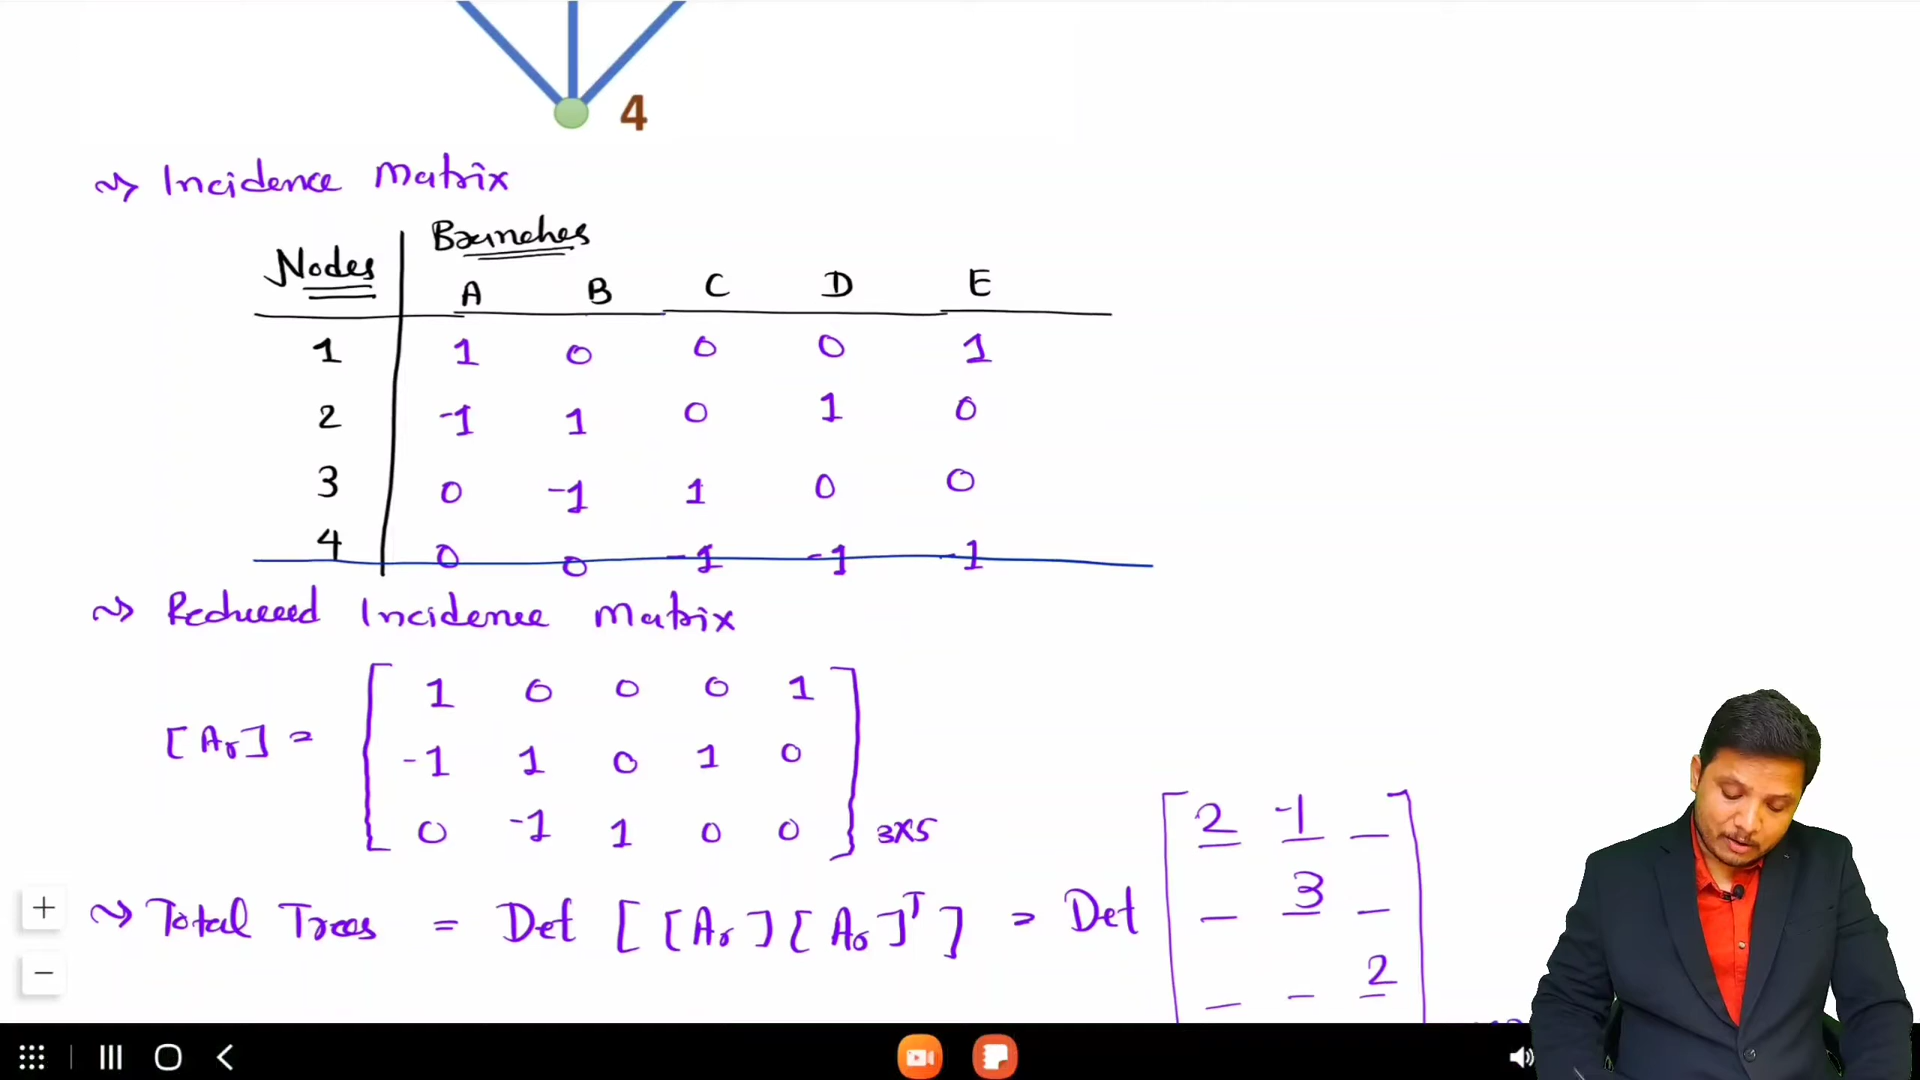 4
~> Incidence Matrix
Nodes Branches
A B C D E
1 1 0 0 0 1
2 -1 1 0 1 0
3 0 -1 1 0 0
4 0 0 -1 -1 -1
~> Reduced Incidence Matrix
[Ar] = [ 1 0 0 0 1
-1 1 0 1 0
0 -1 1 0 0 ] 3x5
~> Total Trees = Det [ [Ar] [Ar]ᵀ ] = Det [ 2 -1 _
_ 3 _
_ _ 2